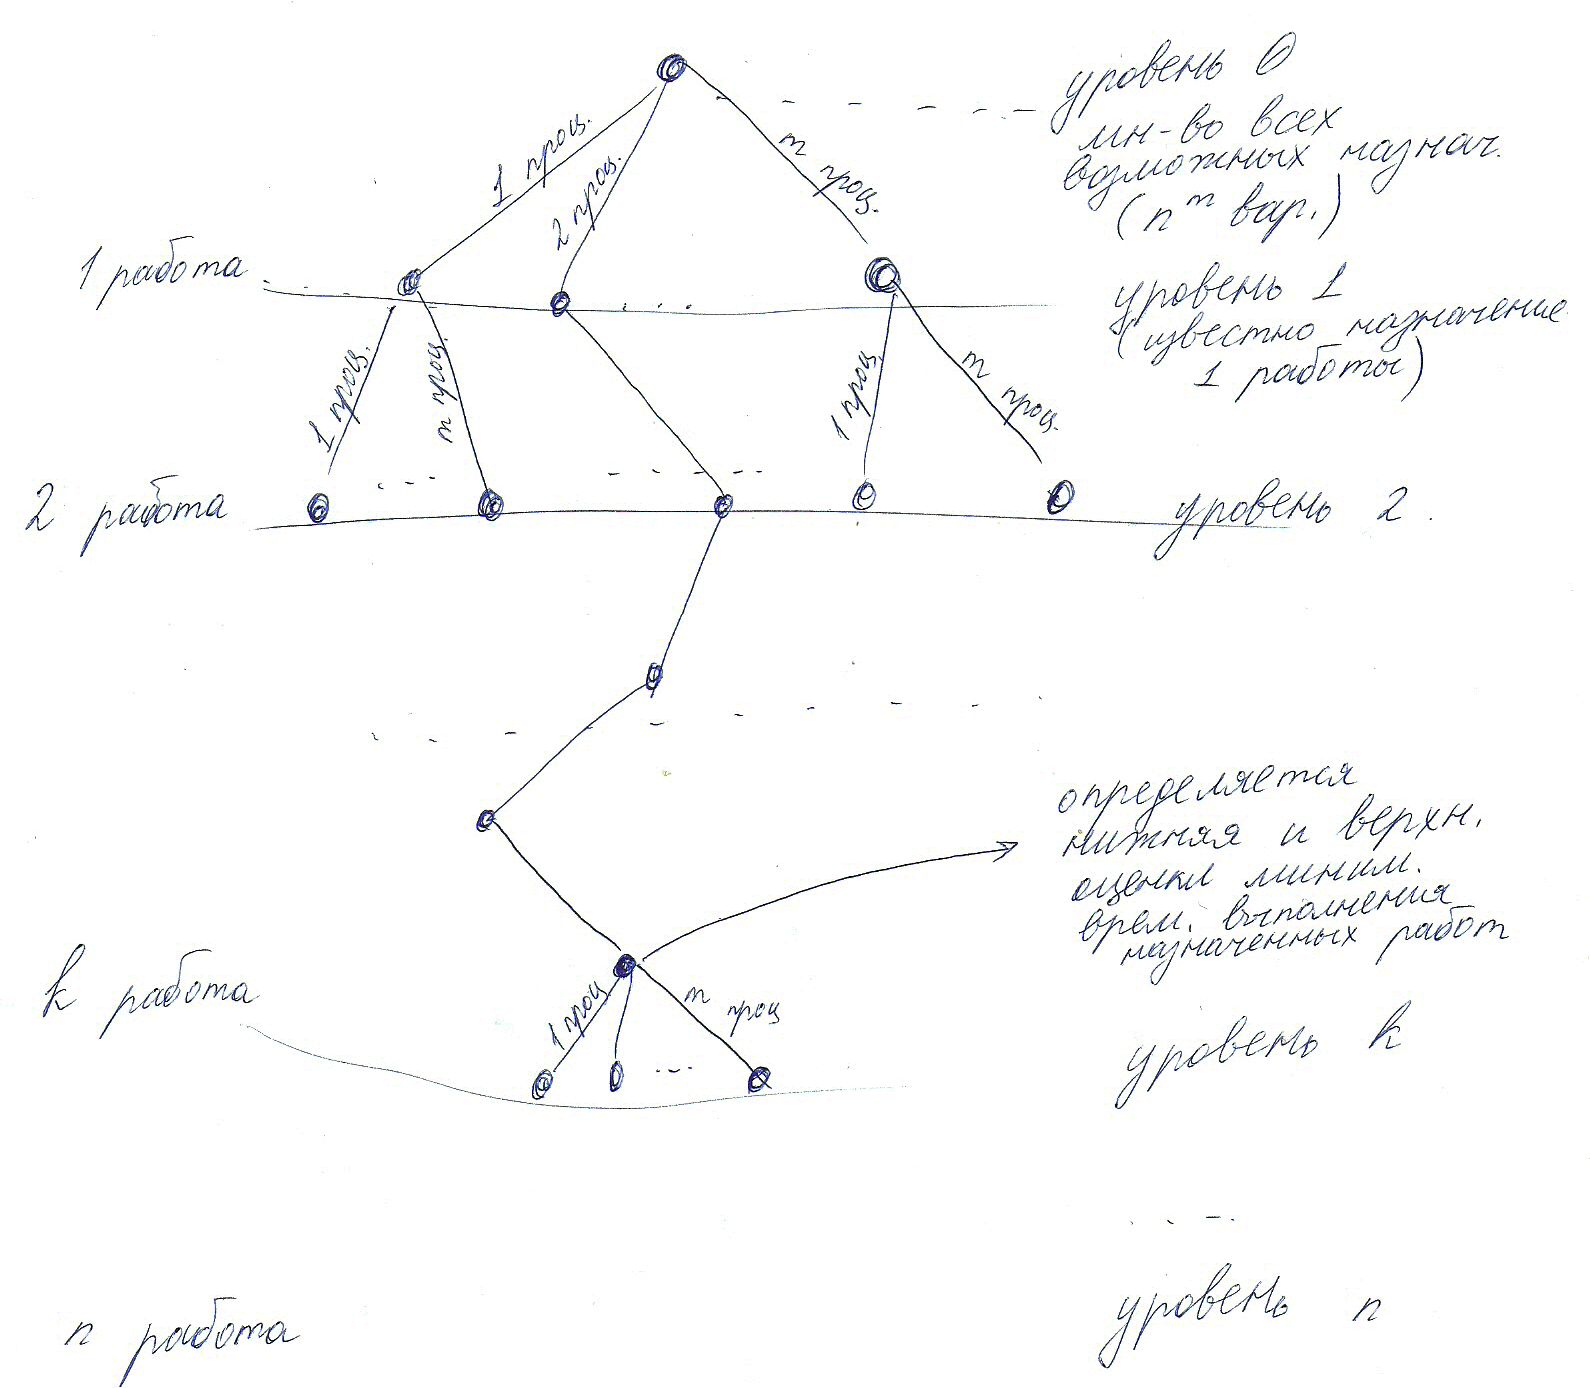 уровень 0
мн-во всех
возможных назнач.
(n^m вар.)
1 проц.
2 проц.
m проц.
1 работа
уровень 1
(известно назначение
1 работы)
1 проц.
m проц.
1 проц.
m проц.
2 работа
уровень 2.
определяется
нижняя и верхн.
оценки миним.
врем. выполнения
назначенных работ
k работа
1 проц
m проц
уровень k
n работа
уровень n